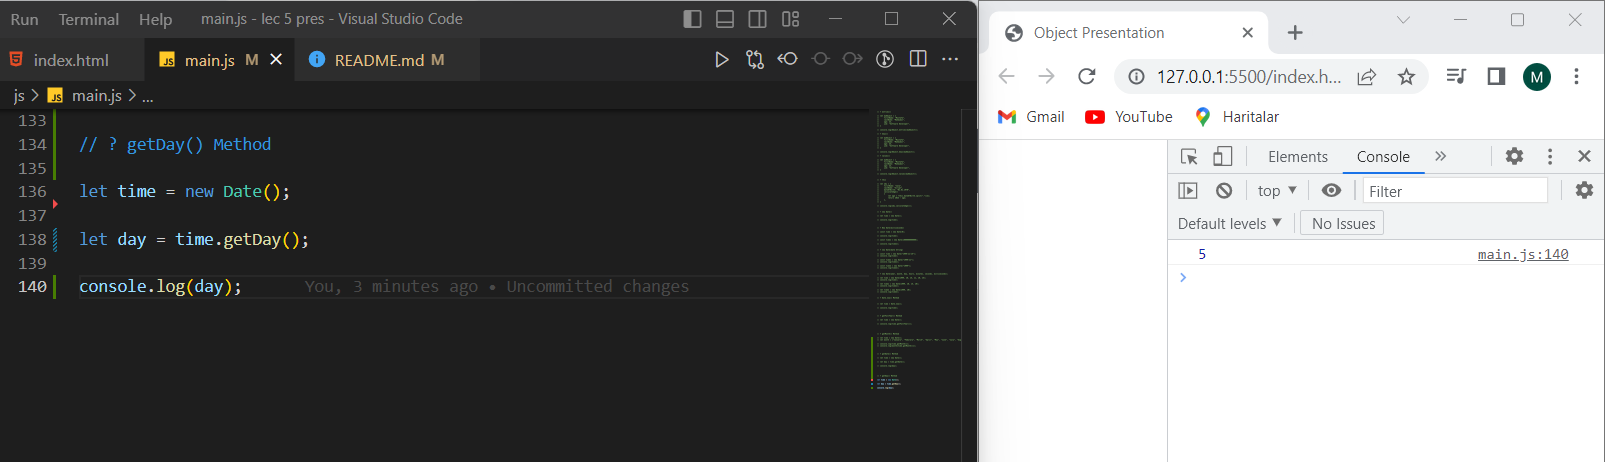 Run Terminal Help main.js - lec 5 pres - Visual Studio Code
index.html JS main.js M README.md M
js > JS main.js > ...
133
134 // ? getDay() Method
135
136 let time = new Date();
137
138 let day = time.getDay();
139
140 console.log(day); You, 3 minutes ago • Uncommitted changes
Object Presentation
127.0.0.1:5500/index.h... M
Gmail YouTube Haritalar
Elements Console
top Filter
Default levels No Issues
5 main.js:140